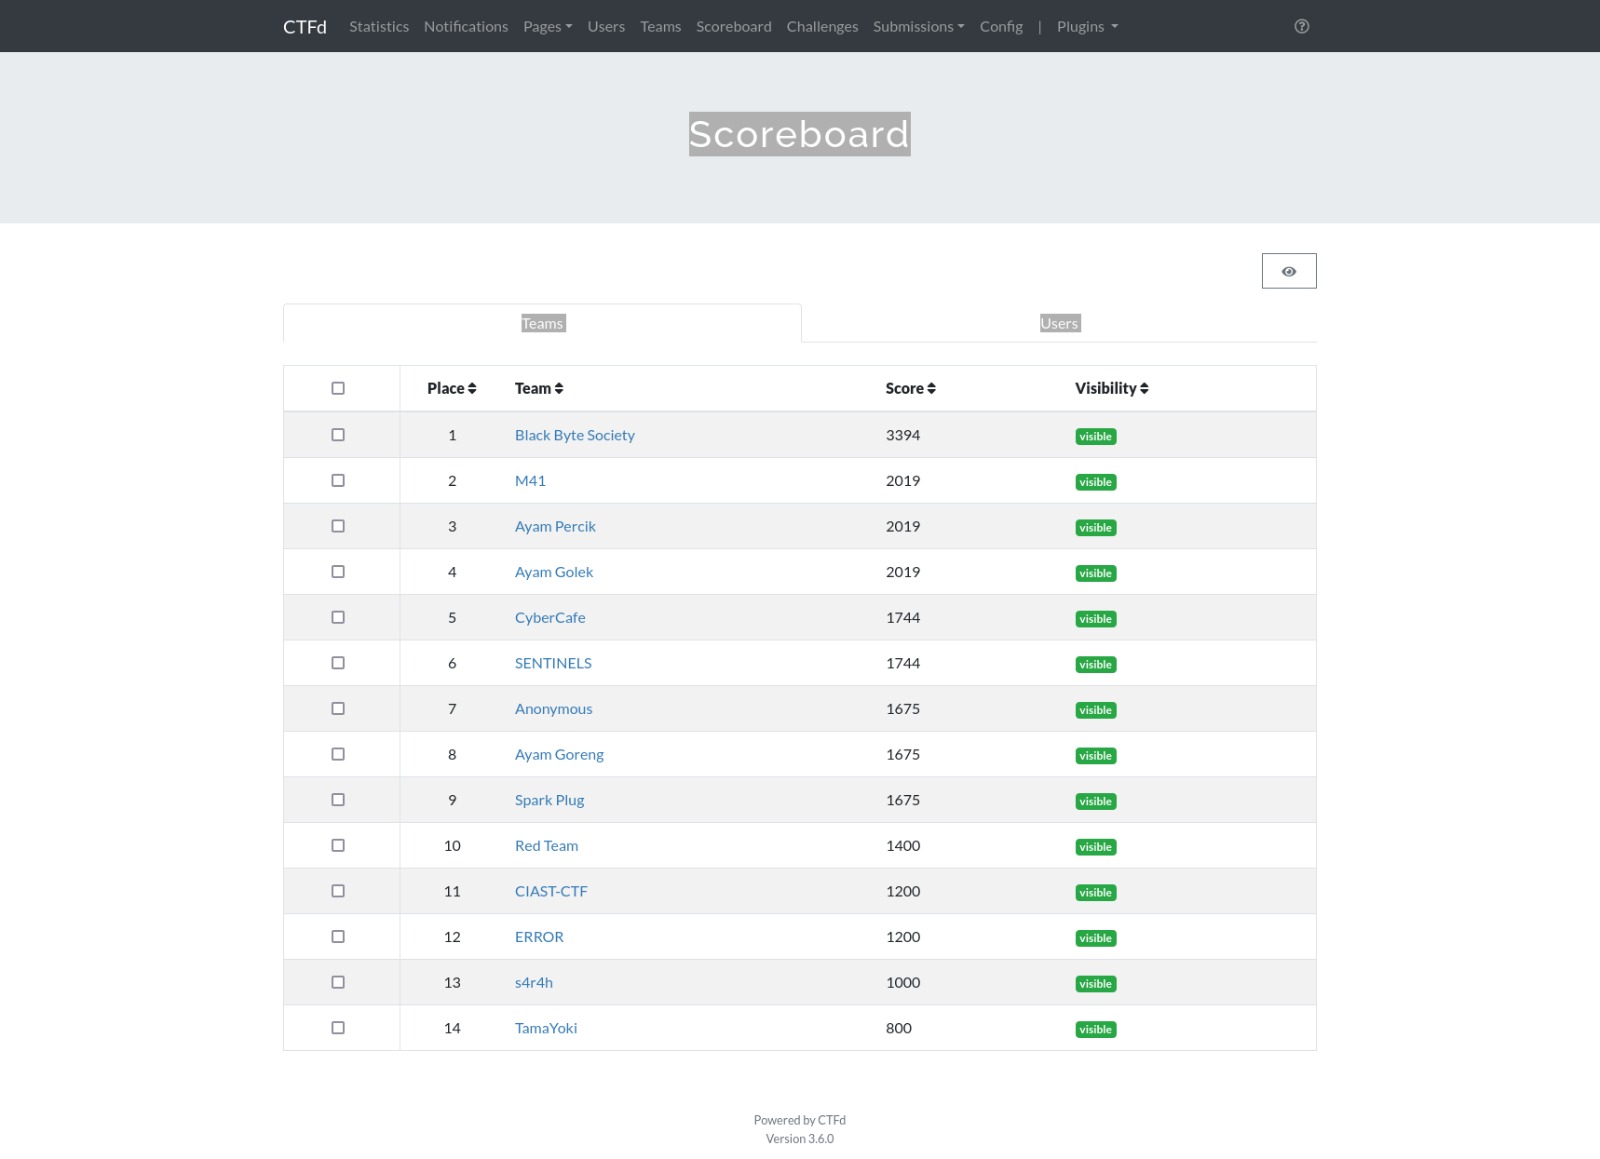 CTFd Statistics Notifications Pages Users Teams Scoreboard Challenges Submissions Config | Plugins
Scoreboard
Teams Users
Place Team Score Visibility
1 Black Byte Society 3394 visible
2 M41 2019 visible
3 Ayam Percik 2019 visible
4 Ayam Golek 2019 visible
5 CyberCafe 1744 visible
6 SENTINELS 1744 visible
7 Anonymous 1675 visible
8 Ayam Goreng 1675 visible
9 Spark Plug 1675 visible
10 Red Team 1400 visible
11 CIAST-CTF 1200 visible
12 ERROR 1200 visible
13 s4r4h 1000 visible
14 TamaYoki 800 visible
Powered by CTFd
Version 3.6.0